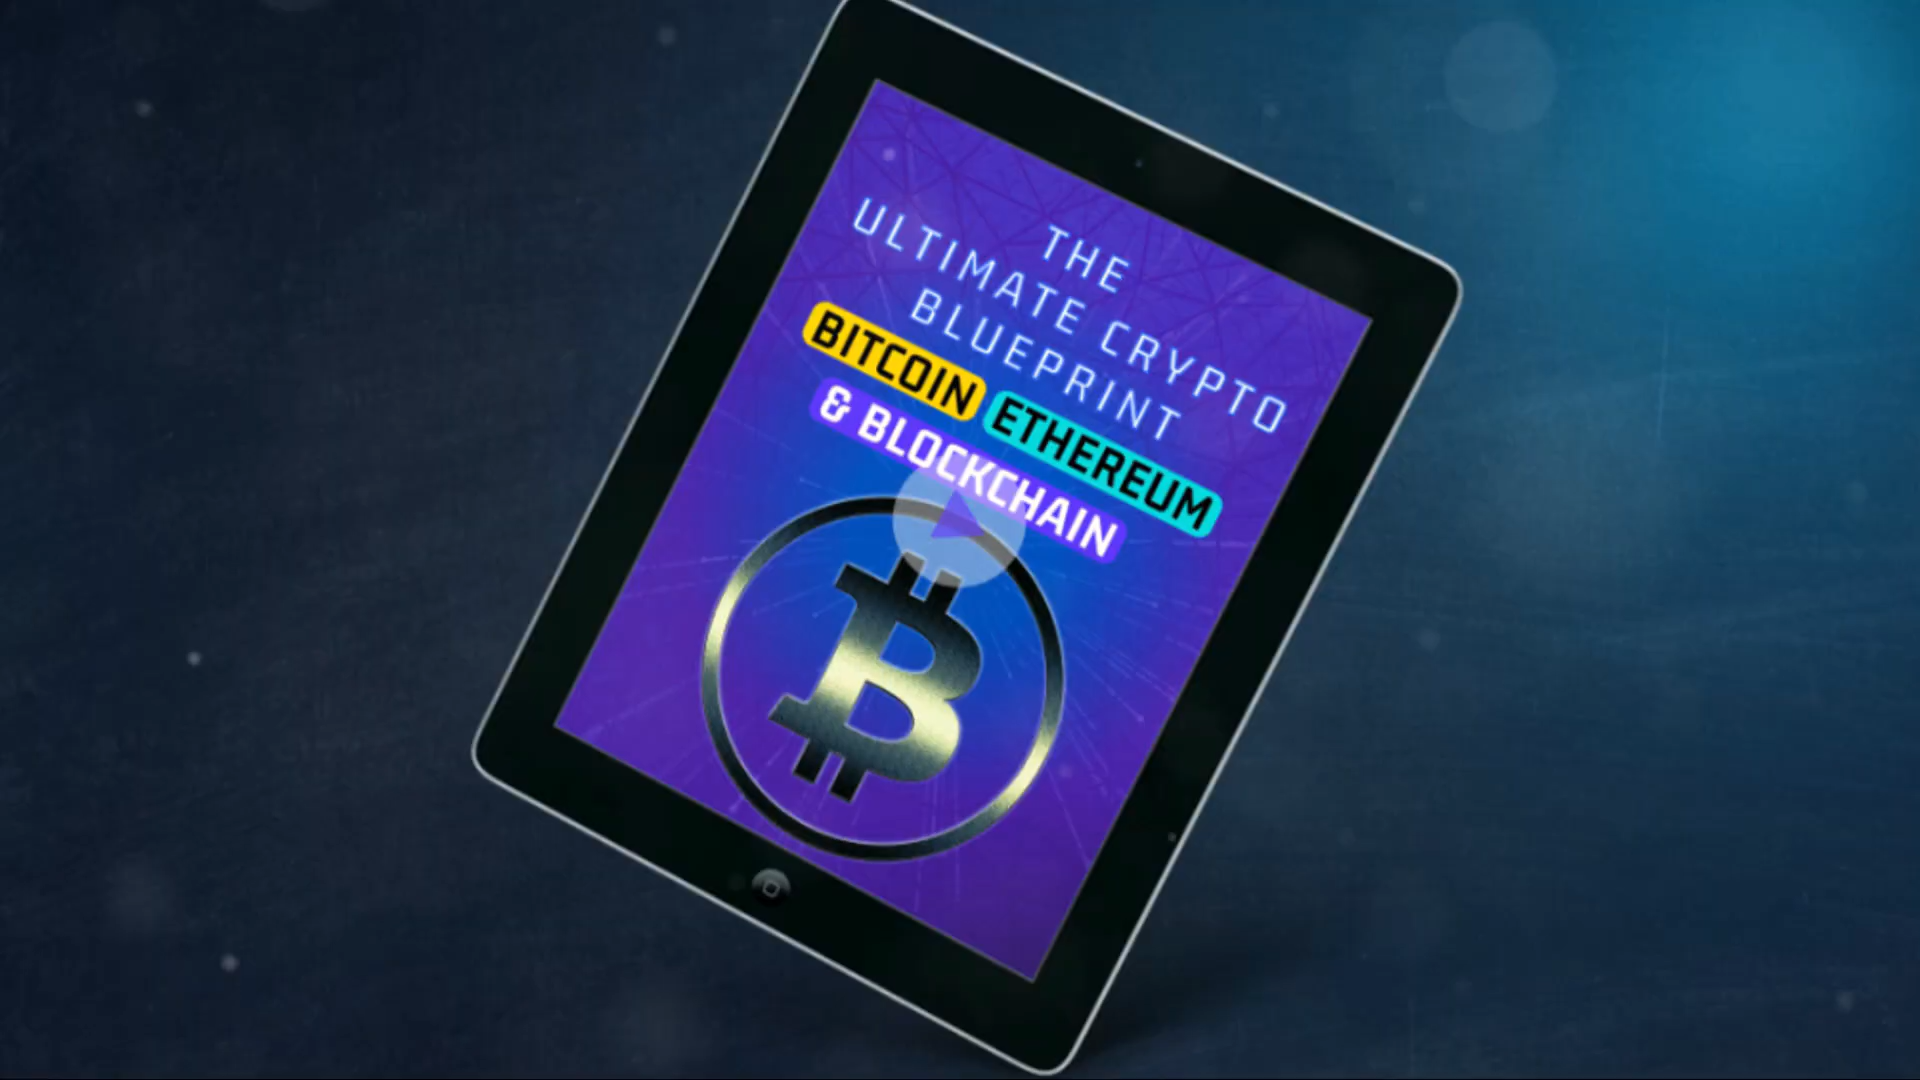 THE
ULTIMATE CRYPTO
BLUEPRINT
BITCOIN ETHEREUM
& BLOCKCHAIN